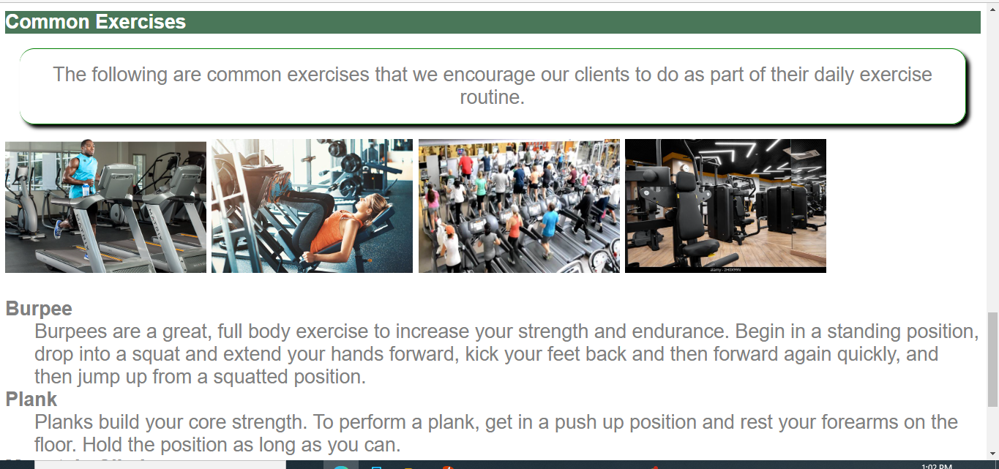 Common Exercises
The following are common exercises that we encourage our clients to do as part of their daily exercise
routine.
alamy - 2H0X99N
Burpee
Burpees are a great, full body exercise to increase your strength and endurance. Begin in a standing position,
drop into a squat and extend your hands forward, kick your feet back and then forward again quickly, and
then jump up from a squatted position.
Plank
Planks build your core strength. To perform a plank, get in a push up position and rest your forearms on the
floor. Hold the position as long as you can.
1:02 PM